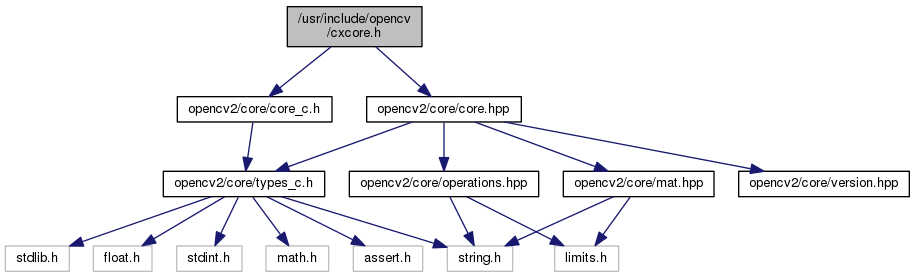 /usr/include/opencv
/cxcore.h
opencv2/core/core_c.h
opencv2/core/core.hpp
opencv2/core/types_c.h
opencv2/core/operations.hpp
opencv2/core/mat.hpp
opencv2/core/version.hpp
stdlib.h
float.h
stdint.h
math.h
assert.h
string.h
limits.h